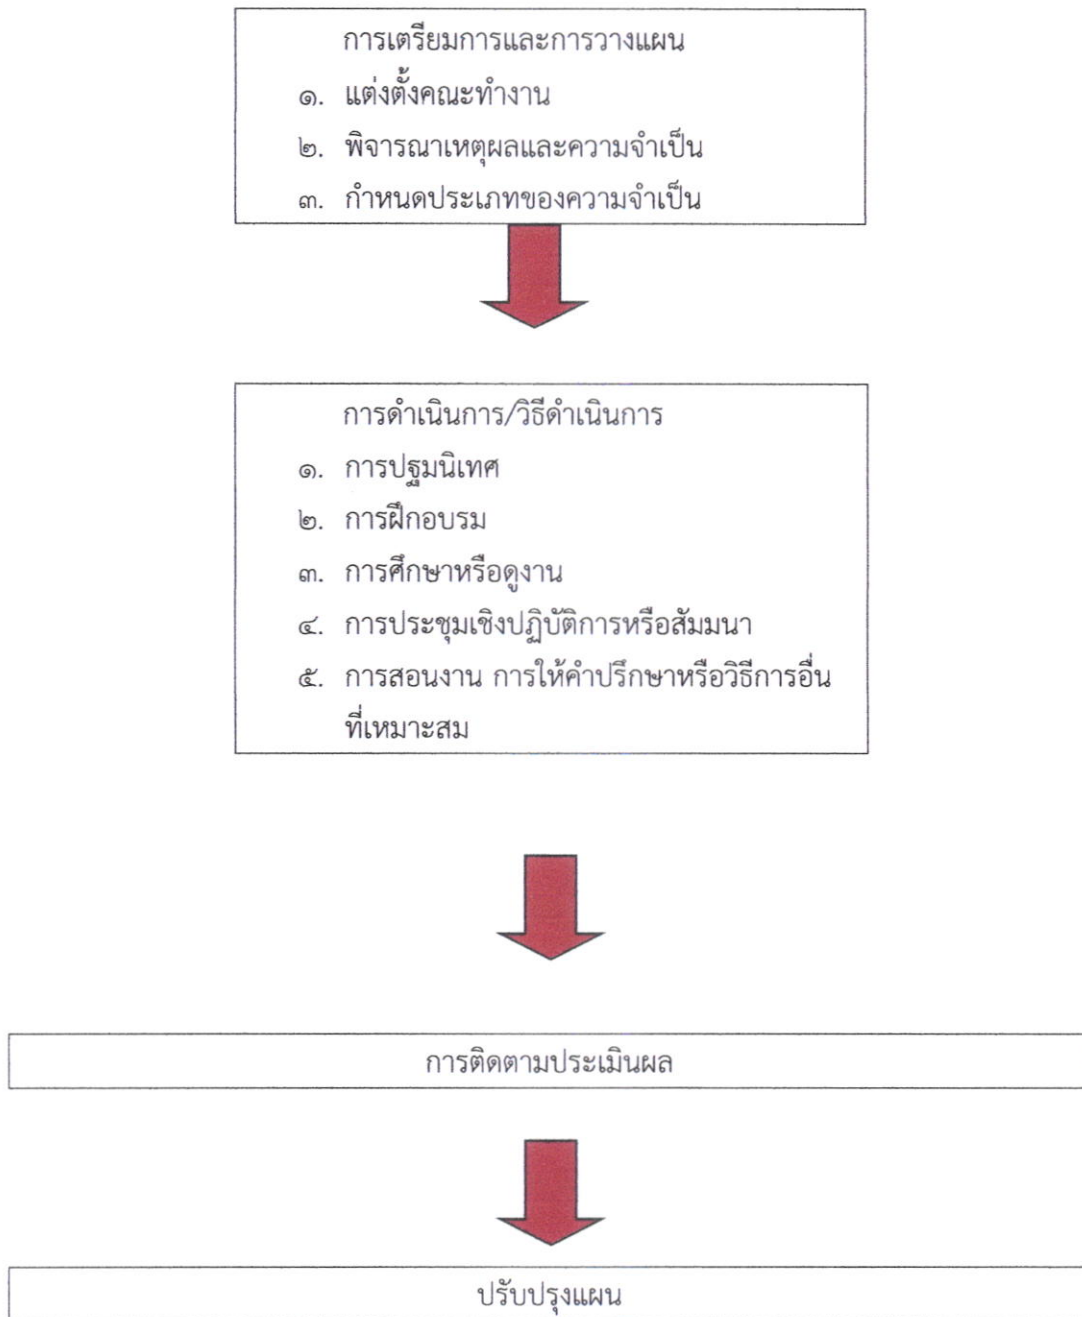 การเตรียมการและการวางแผน
๑. แต่งตั้งคณะทำงาน
๒. พิจารณาเหตุผลและความจำเป็น
๓. กำหนดประเภทของความจำเป็น
การดำเนินการ/วิธีดำเนินการ
๑. การปฐมนิเทศ
๒. การฝึกอบรม
๓. การศึกษาหรือดูงาน
๔. การประชุมเชิงปฏิบัติการหรือสัมมนา
๕. การสอนงาน การให้คำปรึกษาหรือวิธีการอื่น
ที่เหมาะสม
การติดตามประเมินผล
ปรับปรุงแผน